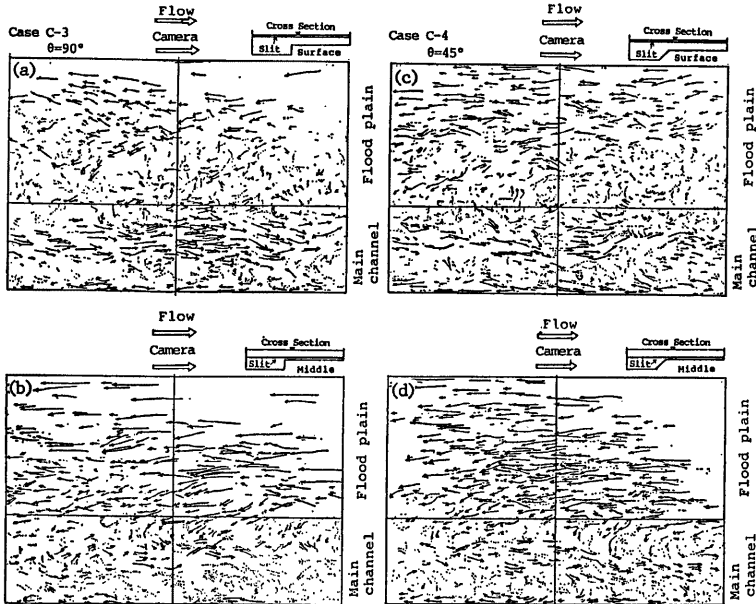 Flow
Camera
Case C-3
θ=90°
Cross Section
Slit
Surface
(a)
Flood plain
Main channel
Flow
Camera
Case C-4
θ=45°
Cross Section
Slit
Surface
(c)
Flood plain
Main channel
Flow
Camera
Cross Section
Slit
Middle
(b)
Flood plain
Main channel
Flow
Camera
Cross Section
Slit
Middle
(d)
Flood plain
Main channel